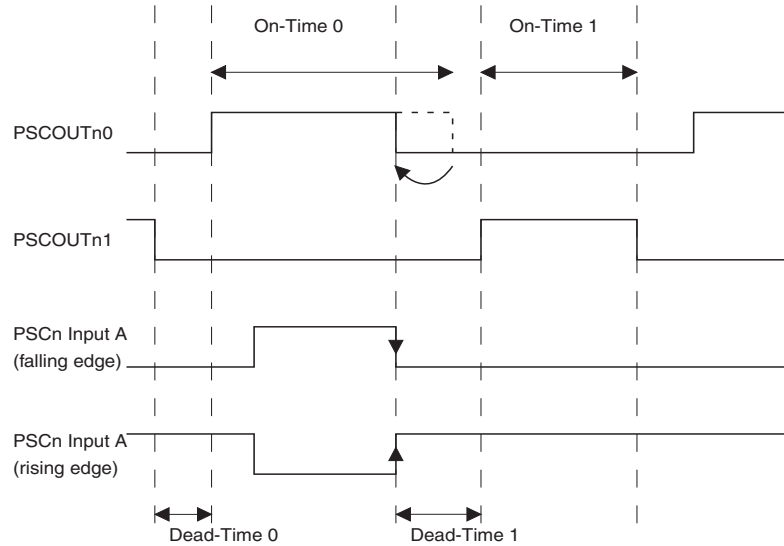 On-Time 0
On-Time 1
PSCOUTn0
PSCOUTn1
PSCn Input A
(falling edge)
PSCn Input A
(rising edge)
Dead-Time 0
Dead-Time 1